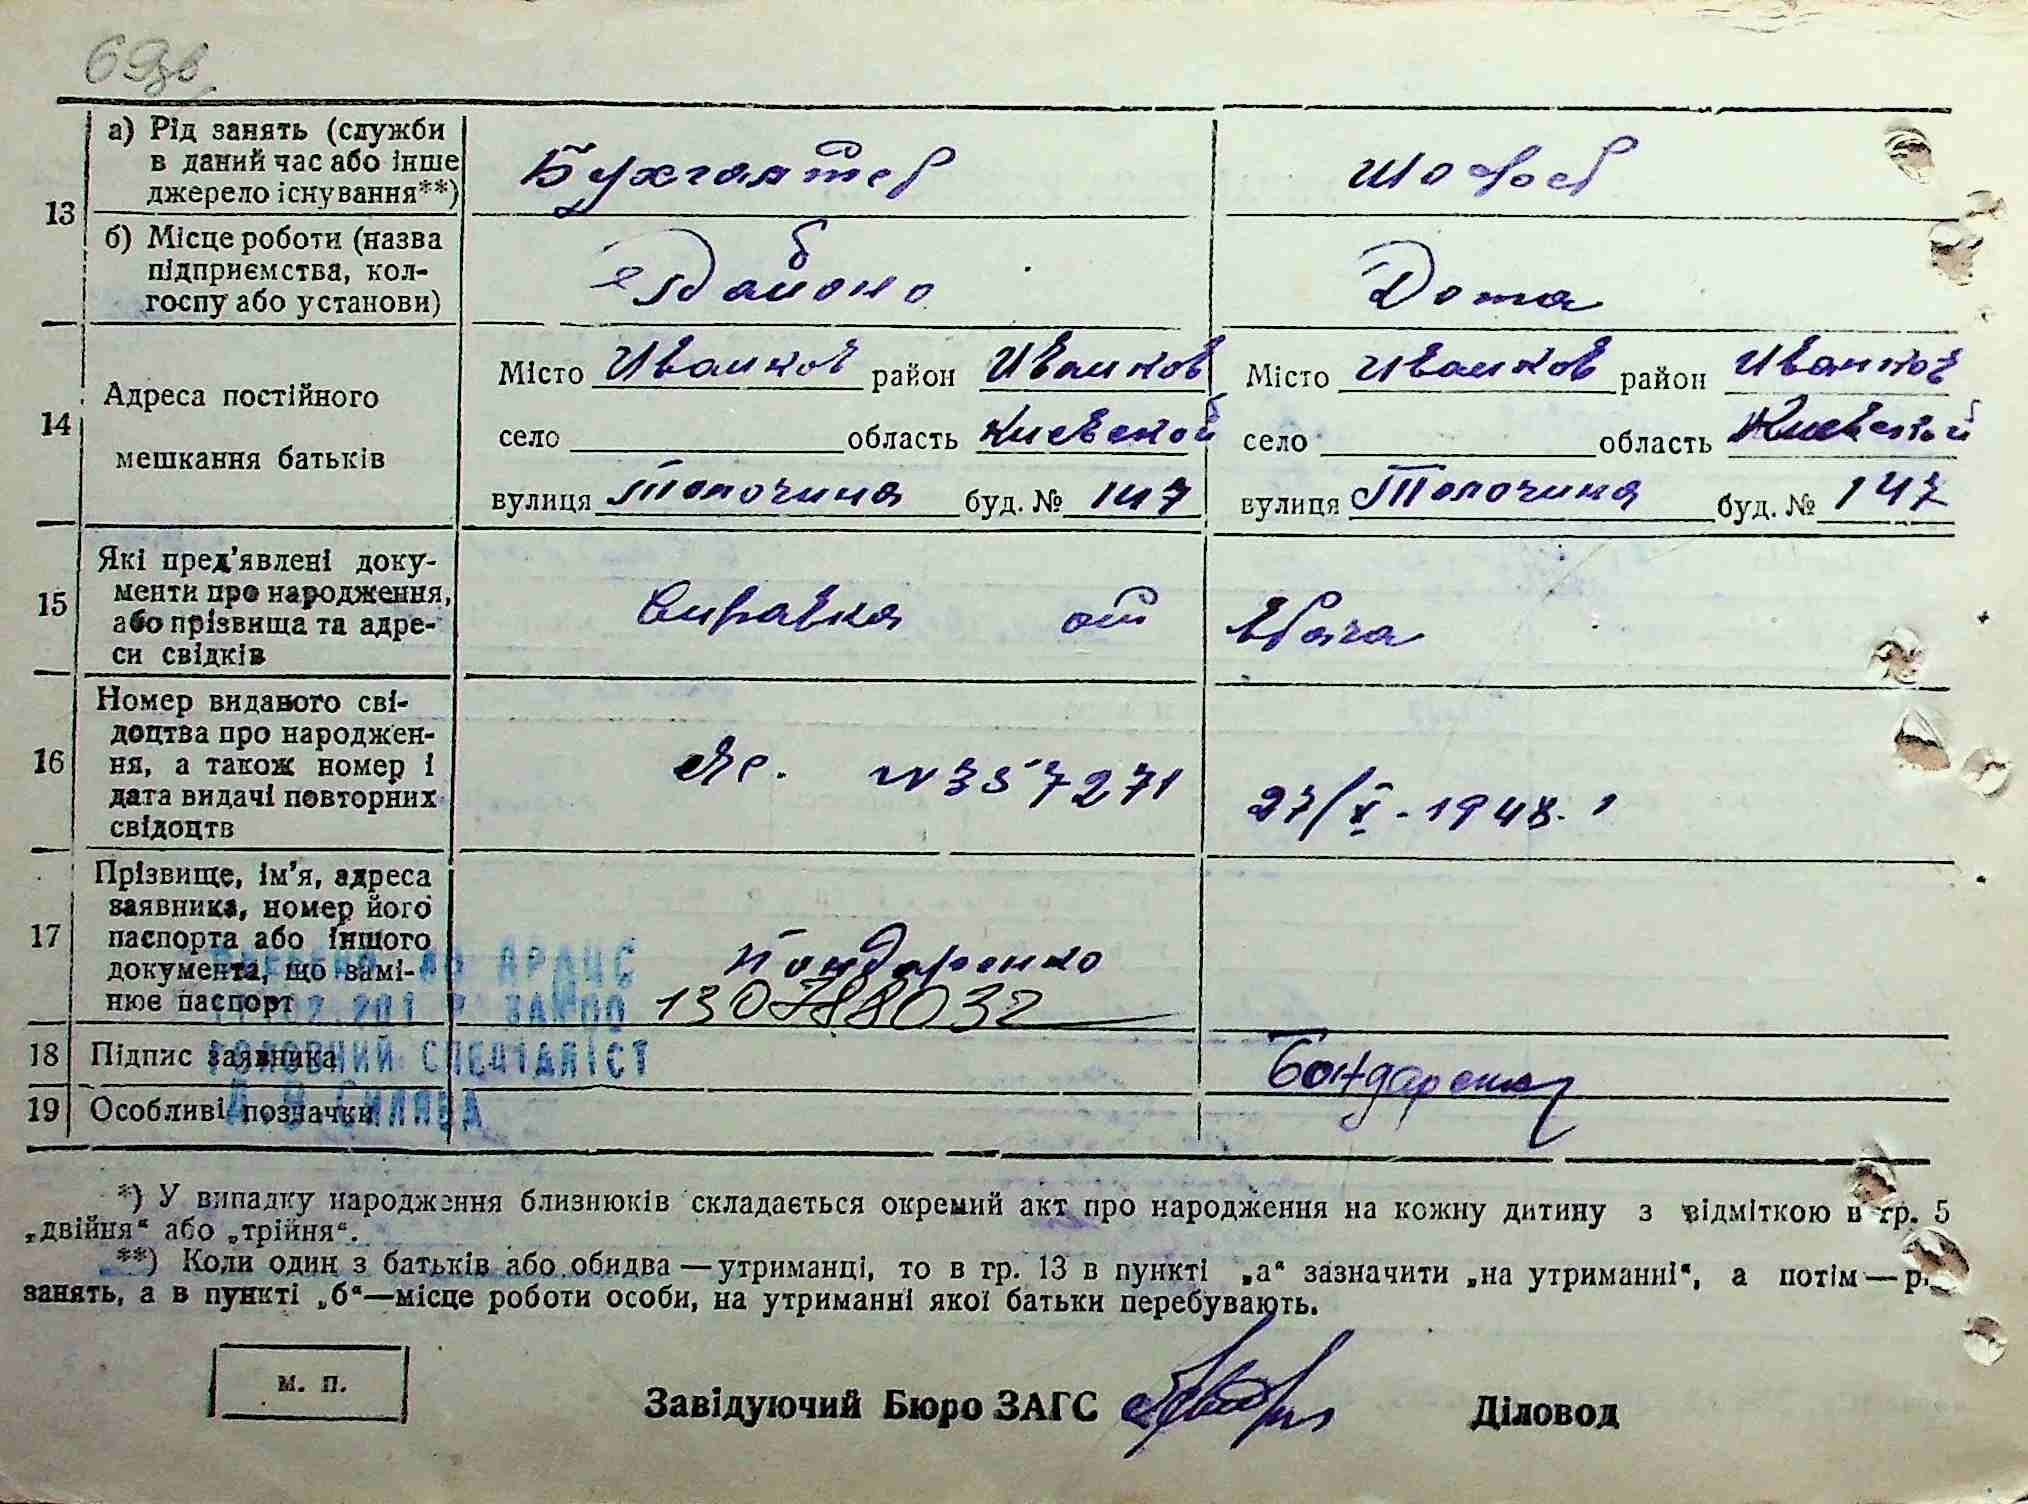 69зв.
13
а) Рід занять (служби
в даний час або інше
джерело існування**)
Бухгалтер
б) Місце роботи (назва
підприємства, кол-
госпу або установи)
Дома
14
Адреса постійного
мешкання батьків
Місто Иванков район Иванков
село область Киевской
вулиця буд. № 147
Місто Иванков район Иванков
село область Киевской
вулиця буд. № 147
15
Які пред'явлені доку-
менти про народження,
або прізвища та адре-
си свідків
Справка от врача
16
Номер виданого сві-
доцтва про народжен-
ня, а також номер і
дата видачі повторних
свідоцтв
№ 357271 27/X - 1948.
17
Прізвище, ім'я, адреса
заявника, номер його
паспорта або іншого
документа, що замі-
нює паспорт
Бондаренко
130788032
ДРАЦС
ГОЛОВНИЙ СПЕЦІАЛІСТ
18 Підпис заявника
Бондаренко
19 Особливі позначки
*) У випадку народження близнюків складається окремий акт про народження на кожну дитину з відміткою в гр. 5
„двійня“ або „трійня“.
**) Коли один з батьків або обидва — утриманці, то в гр. 13 в пункті „а“ зазначити „на утриманні“, а потім — р
занять, а в пункті „б“—місце роботи особи, на утриманні якої батьки перебувають.
м. п.
Завідуючий Бюро ЗАГС
Діловод